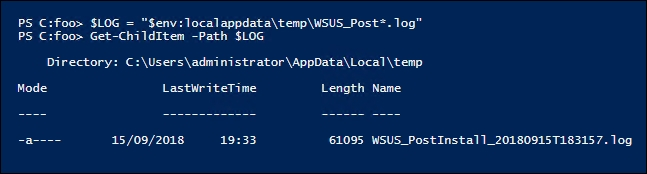 PS C:foo> $LOG = "$env:localappdata\temp\WSUS_Post*.log"
PS C:foo> Get-ChildItem -Path $LOG
Directory: C:\Users\administrator\AppData\Local\temp
Mode LastWriteTime Length Name
---- ------------- ------ ----
-a---- 15/09/2018 19:33 61095 WSUS_PostInstall_20180915T183157.log